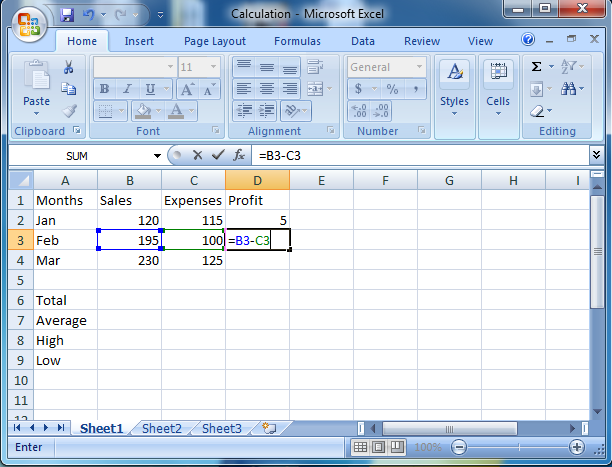 Calculation - Microsoft Excel
Home Insert Page Layout Formulas Data Review View
General 11
Paste B I U A $ % , Σ A Z
Styles Cells
.0 .00 .00 .0
Clipboard Font Alignment Number Editing
SUM fx =B3-C3
A B C D E F G H I
1 Months Sales Expenses Profit
2 Jan 120 115 5
3 Feb 195 100 =B3-C3
4 Mar 230 125
5
6 Total
7 Average
8 High
9 Low
10
11
12
Sheet1 Sheet2 Sheet3
Enter 100%